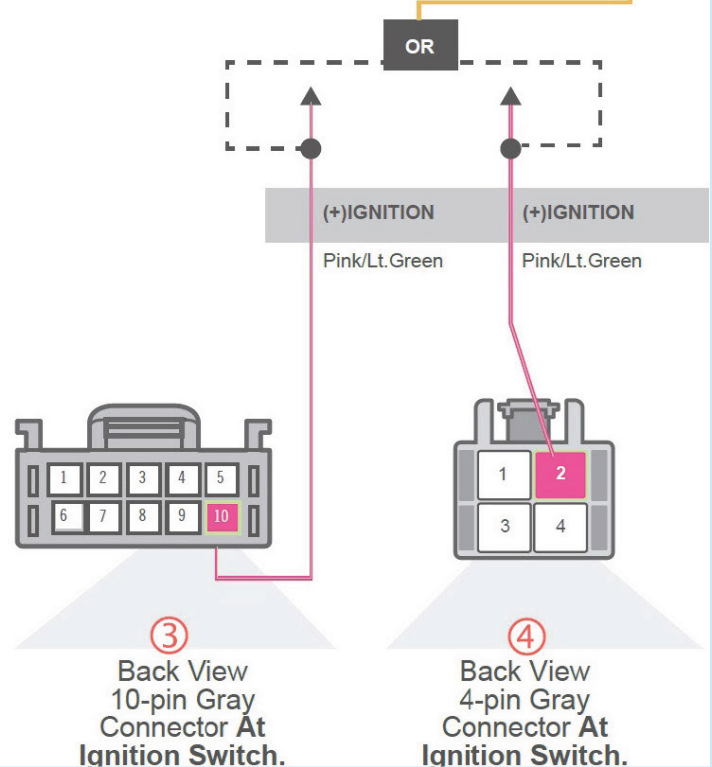 OR
(+)IGNITION (+)IGNITION
Pink/Lt.Green Pink/Lt.Green
1 2 3 4 5
6 7 8 9 10
1 2
3 4
③
Back View
10-pin Gray
Connector At
Ignition Switch.
④
Back View
4-pin Gray
Connector At
Ignition Switch.